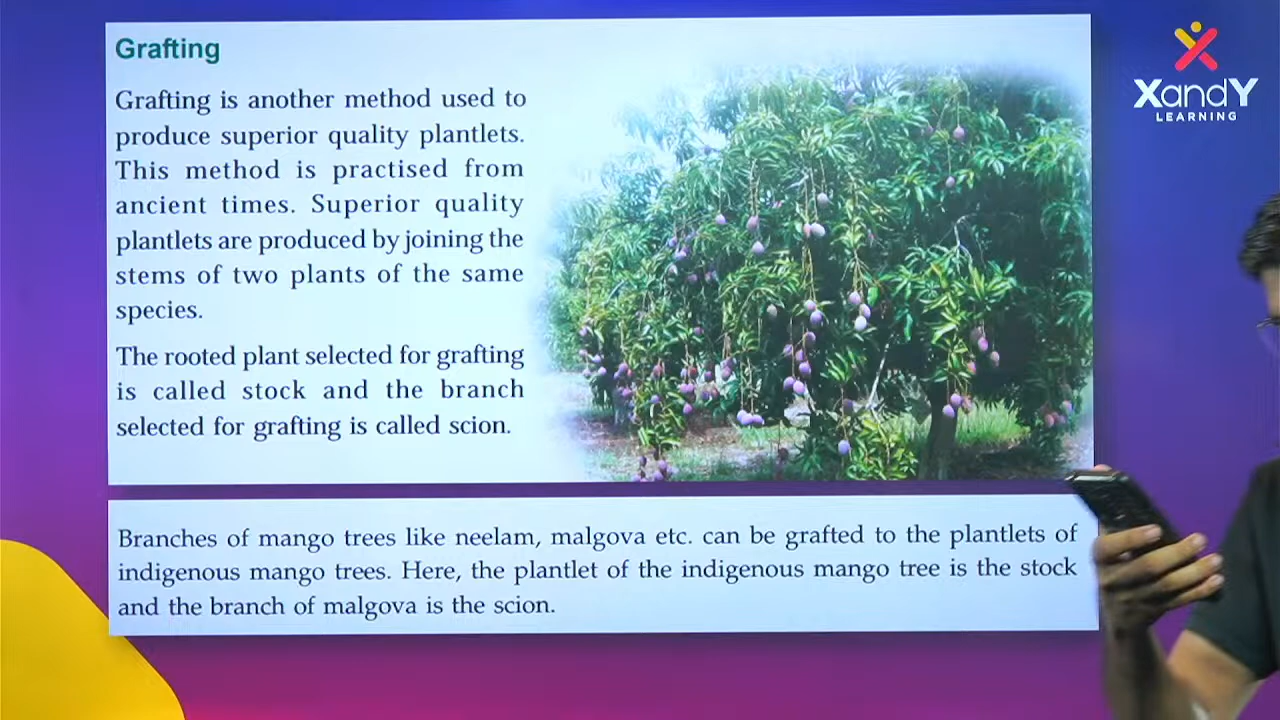 Grafting
Grafting is another method used to
produce superior quality plantlets.
This method is practised from
ancient times. Superior quality
plantlets are produced by joining the
stems of two plants of the same
species.
The rooted plant selected for grafting
is called stock and the branch
selected for grafting is called scion.
Branches of mango trees like neelam, malgova etc. can be grafted to the plantlets of
indigenous mango trees. Here, the plantlet of the indigenous mango tree is the stock
and the branch of malgova is the scion.
XandY
LEARNING